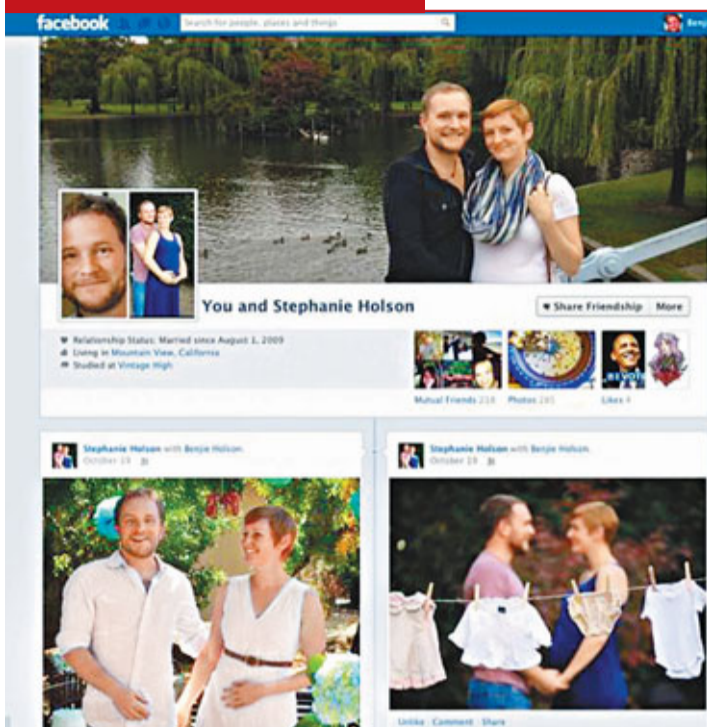 facebook
Search for people, places and things
Benji
You and Stephanie Holson
Share Friendship
More
Relationship Status: Married since August 1, 2009
Living in Mountain View, California
Studied at Vintage High
Mutual Friends
Photos
Likes 4
Stephanie Holson with Benjie Holson.
October 19
Stephanie Holson with Benjie Holson.
October 19
Unlike · Comment · Share